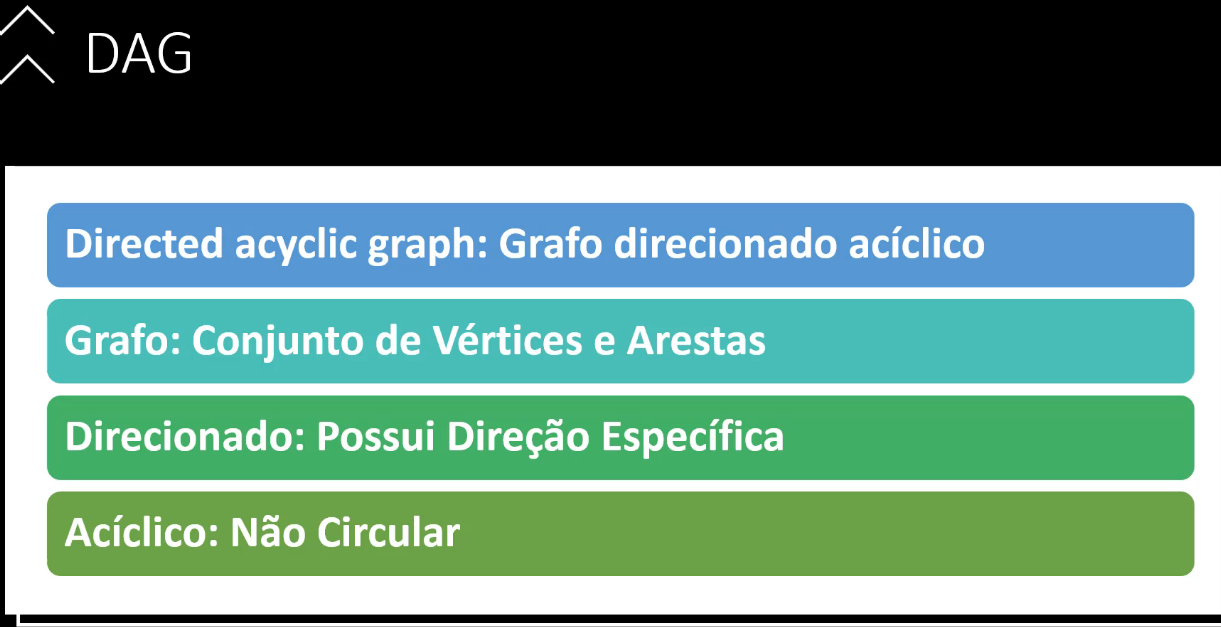 DAG
Directed acyclic graph: Grafo direcionado acíclico
Grafo: Conjunto de Vértices e Arestas
Direcionado: Possui Direção Específica
Acíclico: Não Circular